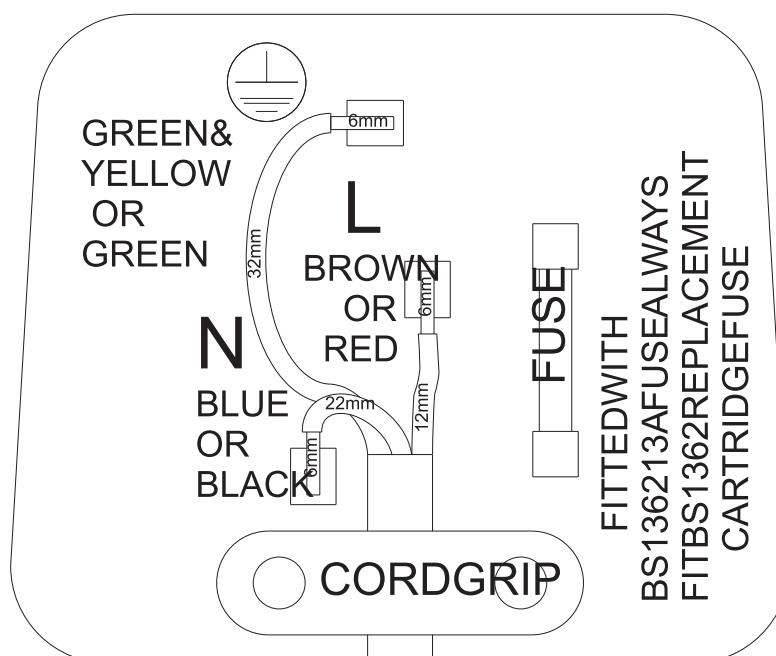 GREEN&
YELLOW
OR
GREEN
6mm
32mm
L
BROWN
OR
RED
6mm
12mm
N
BLUE
OR
BLACK
22mm
6mm
FUSE
FITTEDWITH
BS136213AFUSEALWAYS
FITBS1362REPLACEMENT
CARTRIDGEFUSE
CORDGRIP